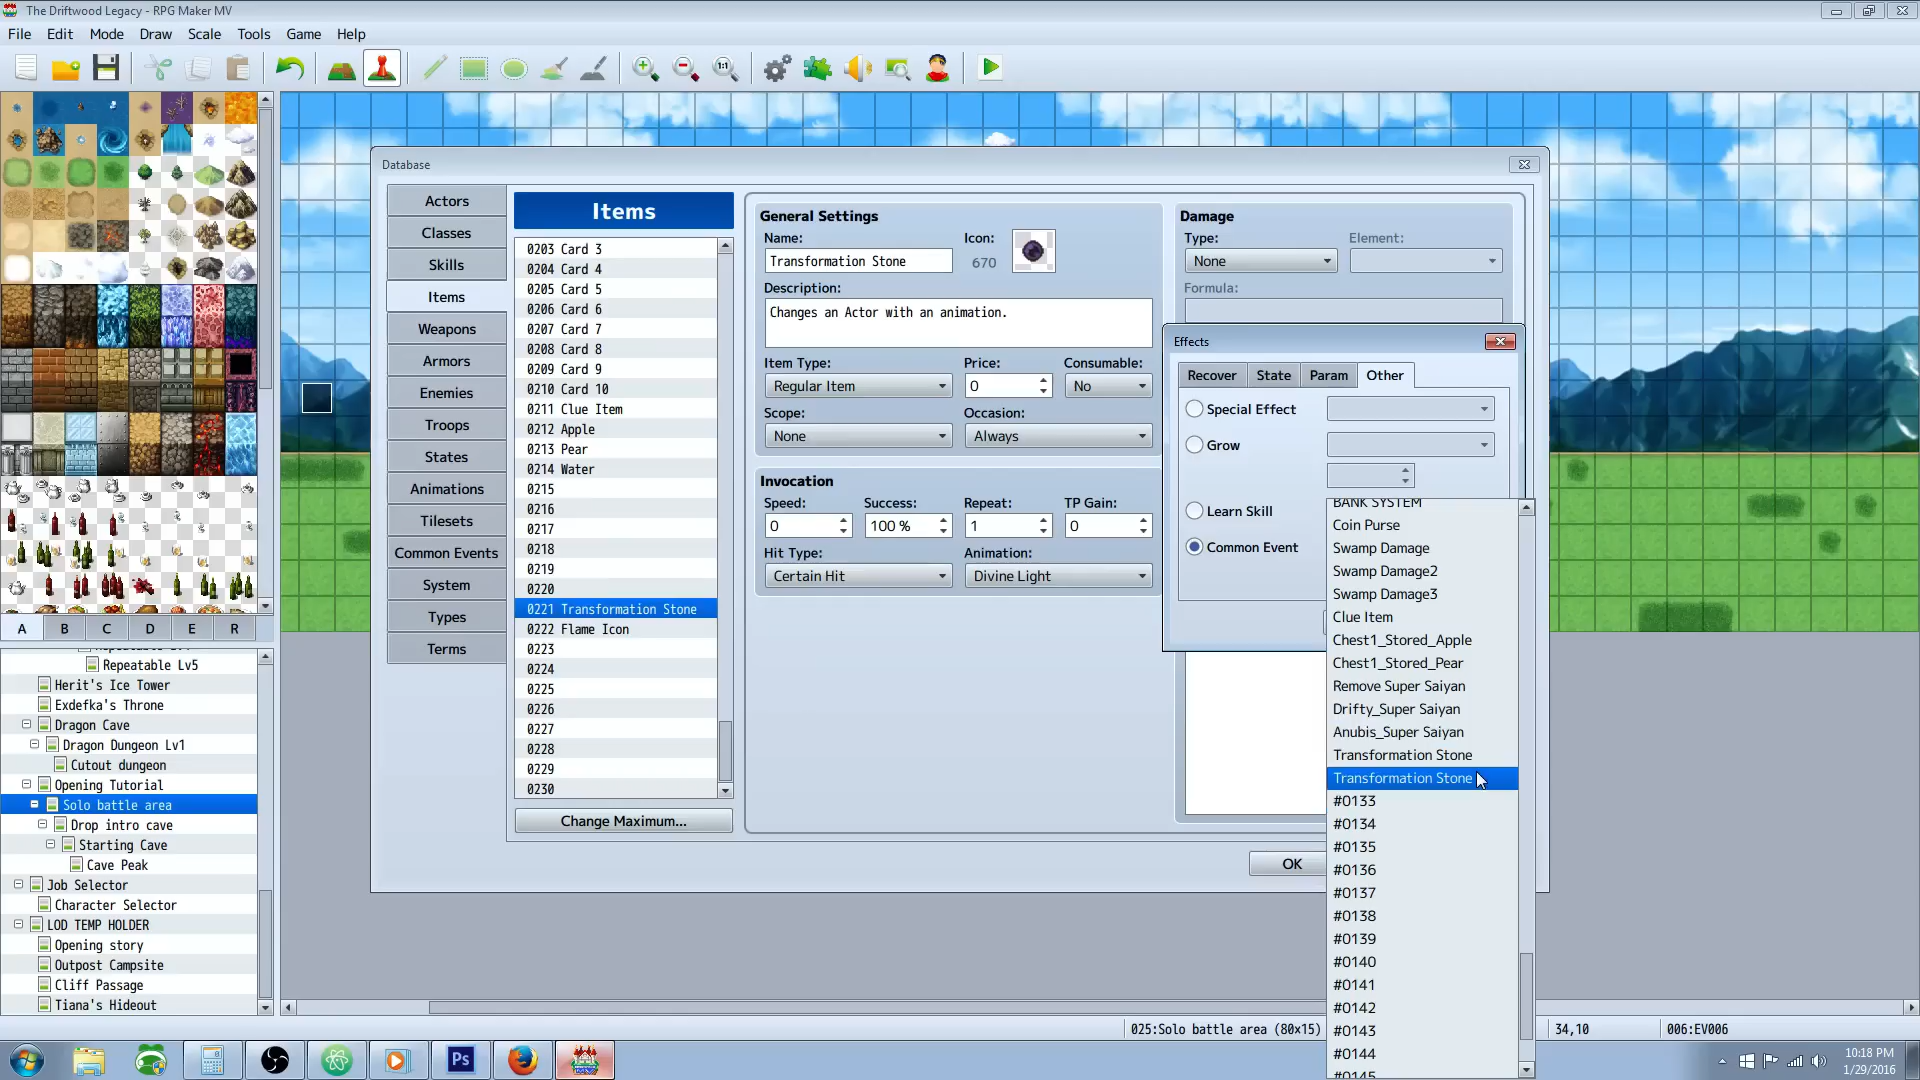 The Driftwood Legacy - RPG Maker MV
File Edit Mode Draw Scale Tools Game Help
1:1
Database
Actors
Classes
Skills
Items
Weapons
Armors
Enemies
Troops
States
Animations
Tilesets
Common Events
System
Types
Terms
Items
0203 Card 3
0204 Card 4
0205 Card 5
0206 Card 6
0207 Card 7
0208 Card 8
0209 Card 9
0210 Card 10
0211 Clue Item
0212 Apple
0213 Pear
0214 Water
0215
0216
0217
0218
0219
0220
0221 Transformation Stone
0222 Flame Icon
0223
0224
0225
0226
0227
0228
0229
0230
Change Maximum...
General Settings
Name: Icon:
Transformation Stone 670
Description:
Changes an Actor with an animation.
Item Type: Price: Consumable:
Regular Item 0 No
Scope: Occasion:
None Always
Invocation
Speed: Success: Repeat: TP Gain:
0 100 % 1 0
Hit Type: Animation:
Certain Hit Divine Light
Damage
Type: Element:
None
Formula:
Effects
Recover State Param Other
Special Effect
Grow
Learn Skill
Common Event
BANK SYSTEM
Coin Purse
Swamp Damage
Swamp Damage2
Swamp Damage3
Clue Item
Chest1_Stored_Apple
Chest1_Stored_Pear
Remove Super Saiyan
Drifty_Super Saiyan
Anubis_Super Saiyan
Transformation Stone
Transformation Stone
#0133
#0134
#0135
#0136
#0137
#0138
#0139
#0140
#0141
#0142
#0143
#0144
#0145
OK
A B C D E R
Repeatable Lv5
Herit's Ice Tower
Exdefka's Throne
Dragon Cave
Dragon Dungeon Lv1
Cutout dungeon
Opening Tutorial
Solo battle area
Drop intro cave
Starting Cave
Cave Peak
Job Selector
Character Selector
LOD TEMP HOLDER
Opening story
Outpost Campsite
Cliff Passage
Tiana's Hideout
025:Solo battle area (80x15) 34,10 006:EV006
Ps
10:18 PM
1/29/2016